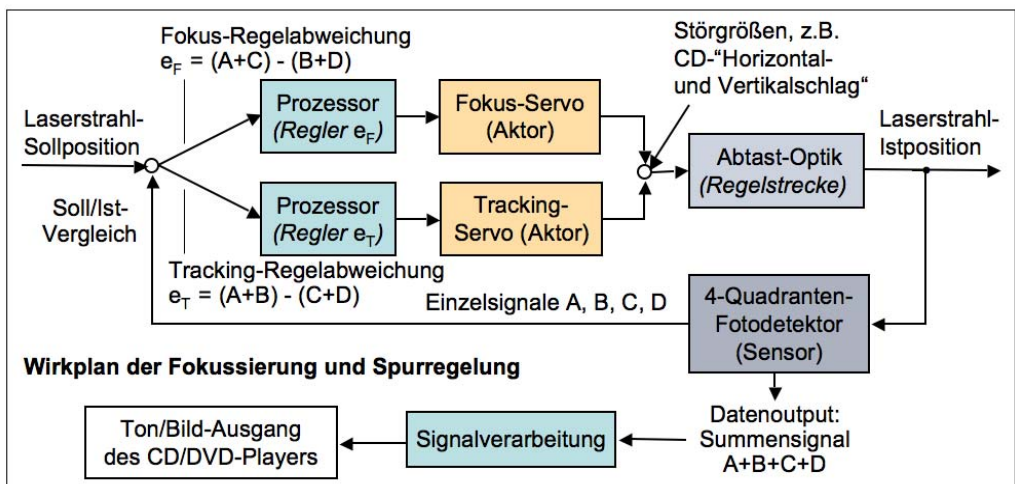 Fokus-Regelabweichung
e_F = (A+C) - (B+D)
Störgrößen, z.B.
CD-“Horizontal-
und Vertikalschlag“
Laserstrahl-
Sollposition
Prozessor
(Regler e_F)
Fokus-Servo
(Aktor)
Laserstrahl-
Istposition
Abtast-Optik
(Regelstrecke)
Soll/Ist-
Vergleich
Prozessor
(Regler e_T)
Tracking-
Servo (Aktor)
Tracking-Regelabweichung
e_T = (A+B) - (C+D)
Einzelsignale A, B, C, D
4-Quadranten-
Fotodetektor
(Sensor)
Wirkplan der Fokussierung und Spurregelung
Ton/Bild-Ausgang
des CD/DVD-Players
Signalverarbeitung
Datenoutput:
Summensignal
A+B+C+D